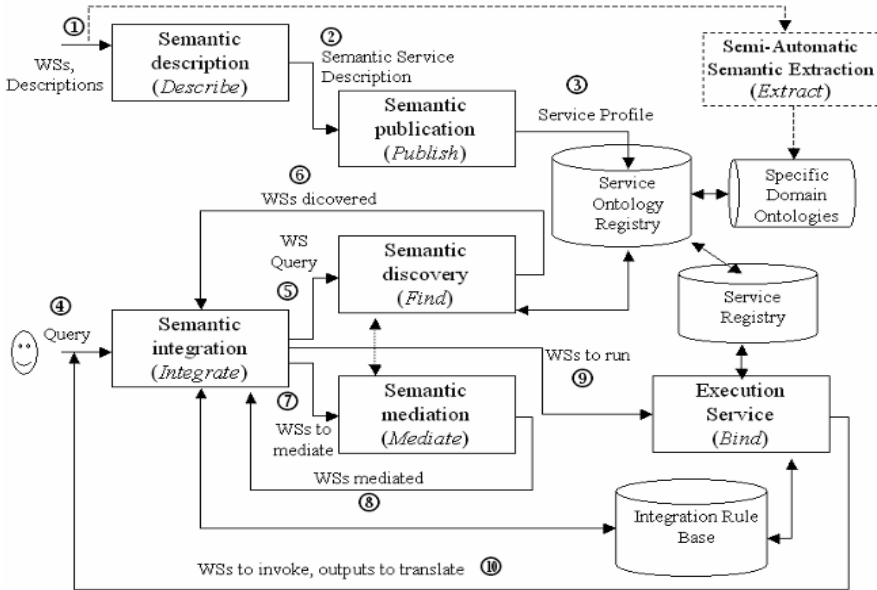 ①
WSs,
Descriptions
Semantic
description
(Describe)
②
Semantic Service
Description
Semi-Automatic
Semantic Extraction
(Extract)
Semantic
publication
(Publish)
③
Service Profile
Service
Ontology
Registry
Specific
Domain
Ontologies
⑥
WSs dicovered
WS
Query
⑤
Semantic
discovery
(Find)
Service
Registry
④
Query
Semantic
integration
(Integrate)
WSs to run
⑨
⑦
WSs to
mediate
Semantic
mediation
(Mediate)
Execution
Service
(Bind)
WSs mediated
⑧
Integration Rule
Base
WSs to invoke, outputs to translate ⑩